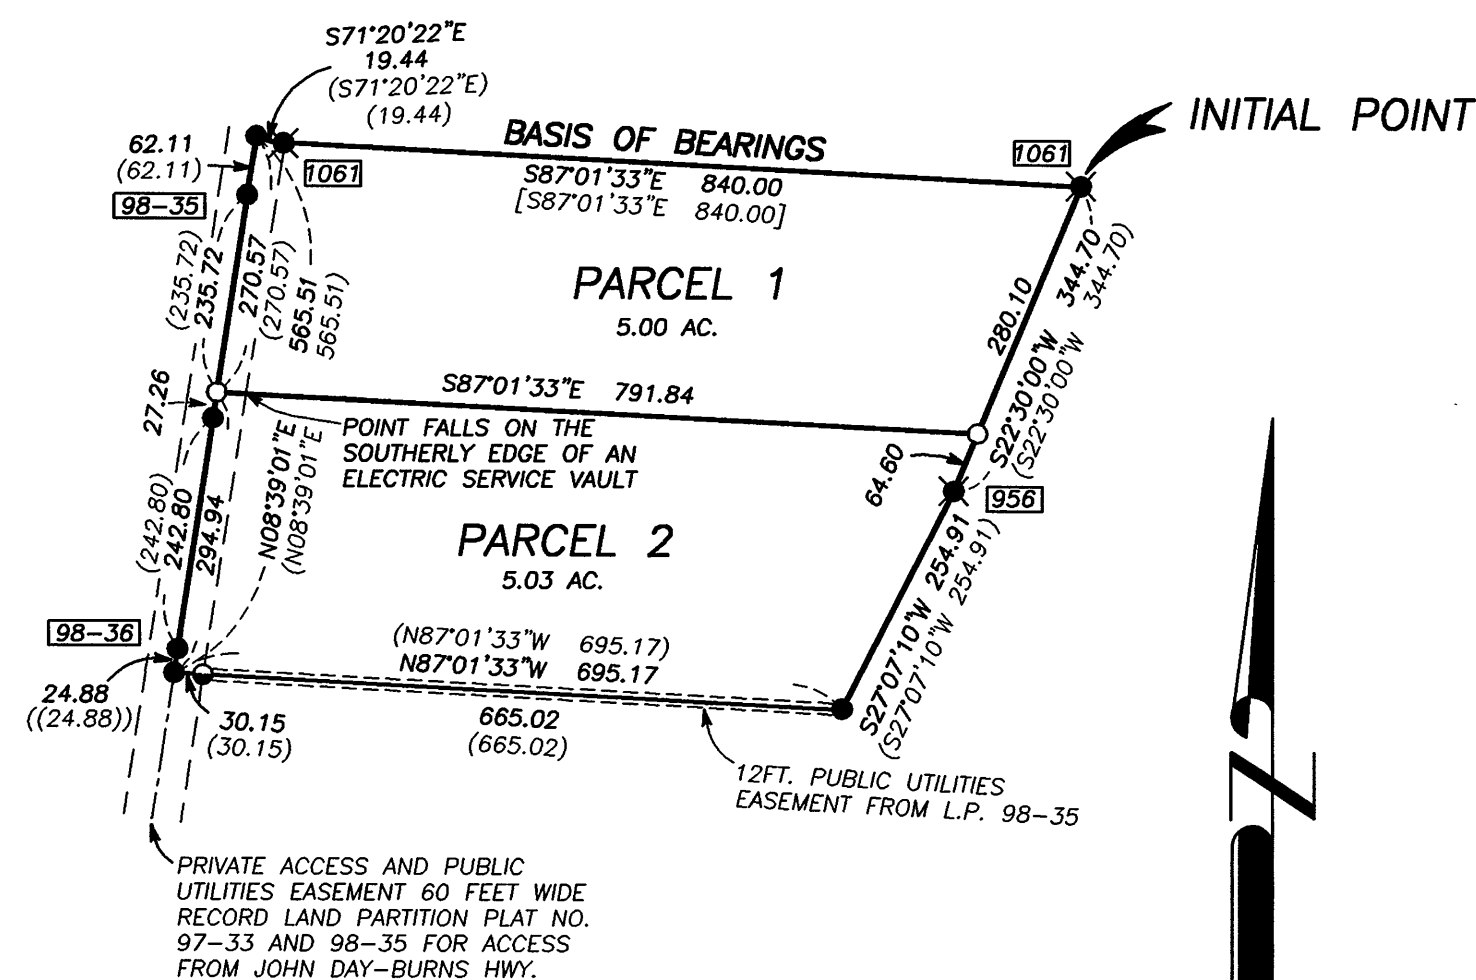 S71°20'22"E
19.44
(S71°20'22"E)
(19.44)
INITIAL POINT
62.11
(62.11)
98-35
1061
BASIS OF BEARINGS
S87°01'33"E 840.00
[S87°01'33"E 840.00]
1061
(235.72)
235.72
270.57
(270.57)
565.51
565.51)
PARCEL 1
5.00 AC.
280.10
S22°30'00"W 344.70
(S22°30'00"W 344.70)
S87°01'33"E 791.84
27.26
POINT FALLS ON THE
SOUTHERLY EDGE OF AN
ELECTRIC SERVICE VAULT
N08°39'01"E
(N08°39'01"E
64.60
956
(242.80)
242.80
294.94
PARCEL 2
5.03 AC.
S27°07'10"W 254.91
(S27°07'10"W 254.91)
98-36
(N87°01'33"W 695.17)
N87°01'33"W 695.17
24.88
((24.88))
30.15
(30.15)
665.02
(665.02)
12FT. PUBLIC UTILITIES
EASEMENT FROM L.P. 98-35
PRIVATE ACCESS AND PUBLIC
UTILITIES EASEMENT 60 FEET WIDE
RECORD LAND PARTITION PLAT NO.
97-33 AND 98-35 FOR ACCESS
FROM JOHN DAY-BURNS HWY.
N